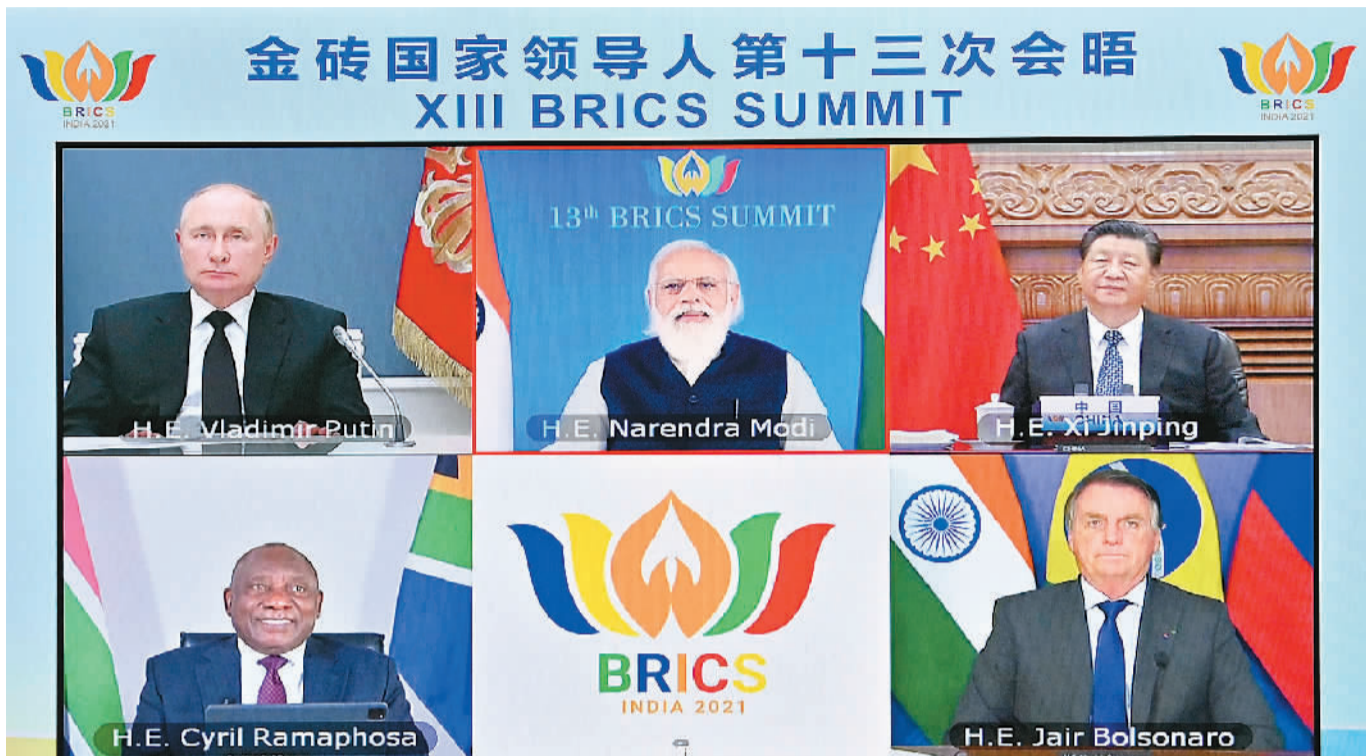 金砖国家领导人第十三次会晤
XIII BRICS SUMMIT
BRICS
INDIA 2021
BRICS
INDIA 2021
13th BRICS SUMMIT
H.E. Vladimir Putin
H.E. Narendra Modi
中国
CHINA
H.E. Xi Jinping
CHINA
BRICS
INDIA 2021
H.E. Cyril Ramaphosa
H.E. Jair Bolsonaro